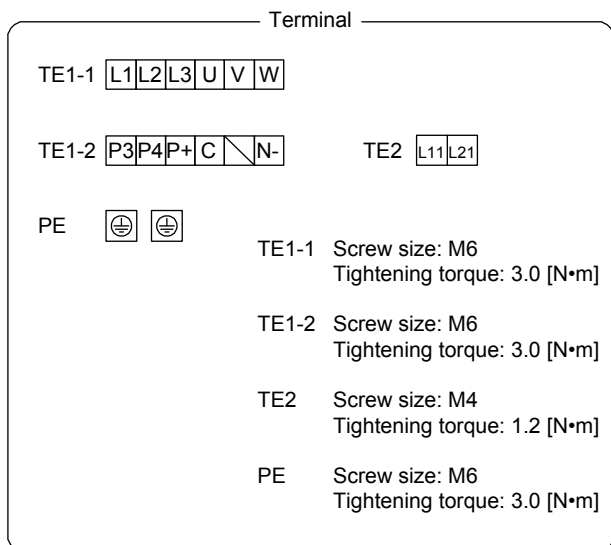 Terminal
TE1-1 L1 L2 L3 U V W
TE1-2 P3 P4 P+ C N- TE2 L11 L21
PE
TE1-1 Screw size: M6
Tightening torque: 3.0 [N•m]
TE1-2 Screw size: M6
Tightening torque: 3.0 [N•m]
TE2 Screw size: M4
Tightening torque: 1.2 [N•m]
PE Screw size: M6
Tightening torque: 3.0 [N•m]